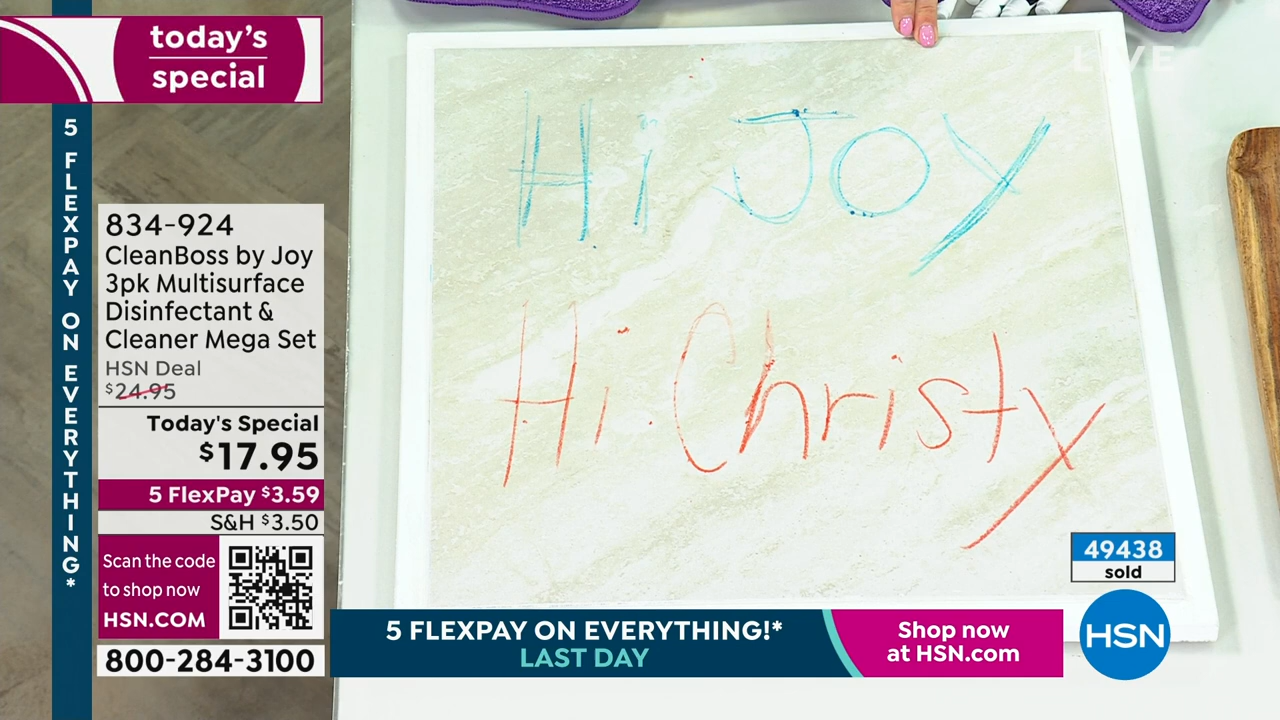 today's
special
5 FLEXPAY ON EVERYTHING*
834-924
CleanBoss by Joy
3pk Multisurface
Disinfectant &
Cleaner Mega Set
HSN Deal
$24.95
Today's Special
$17.95
5 FlexPay $3.59
S&H $3.50
Scan the code
to shop now
HSN.COM
800-284-3100
LIVE
Hi JOY
Hi Christy
49438
sold
5 FLEXPAY ON EVERYTHING!*
LAST DAY
Shop now
at HSN.com
HSN